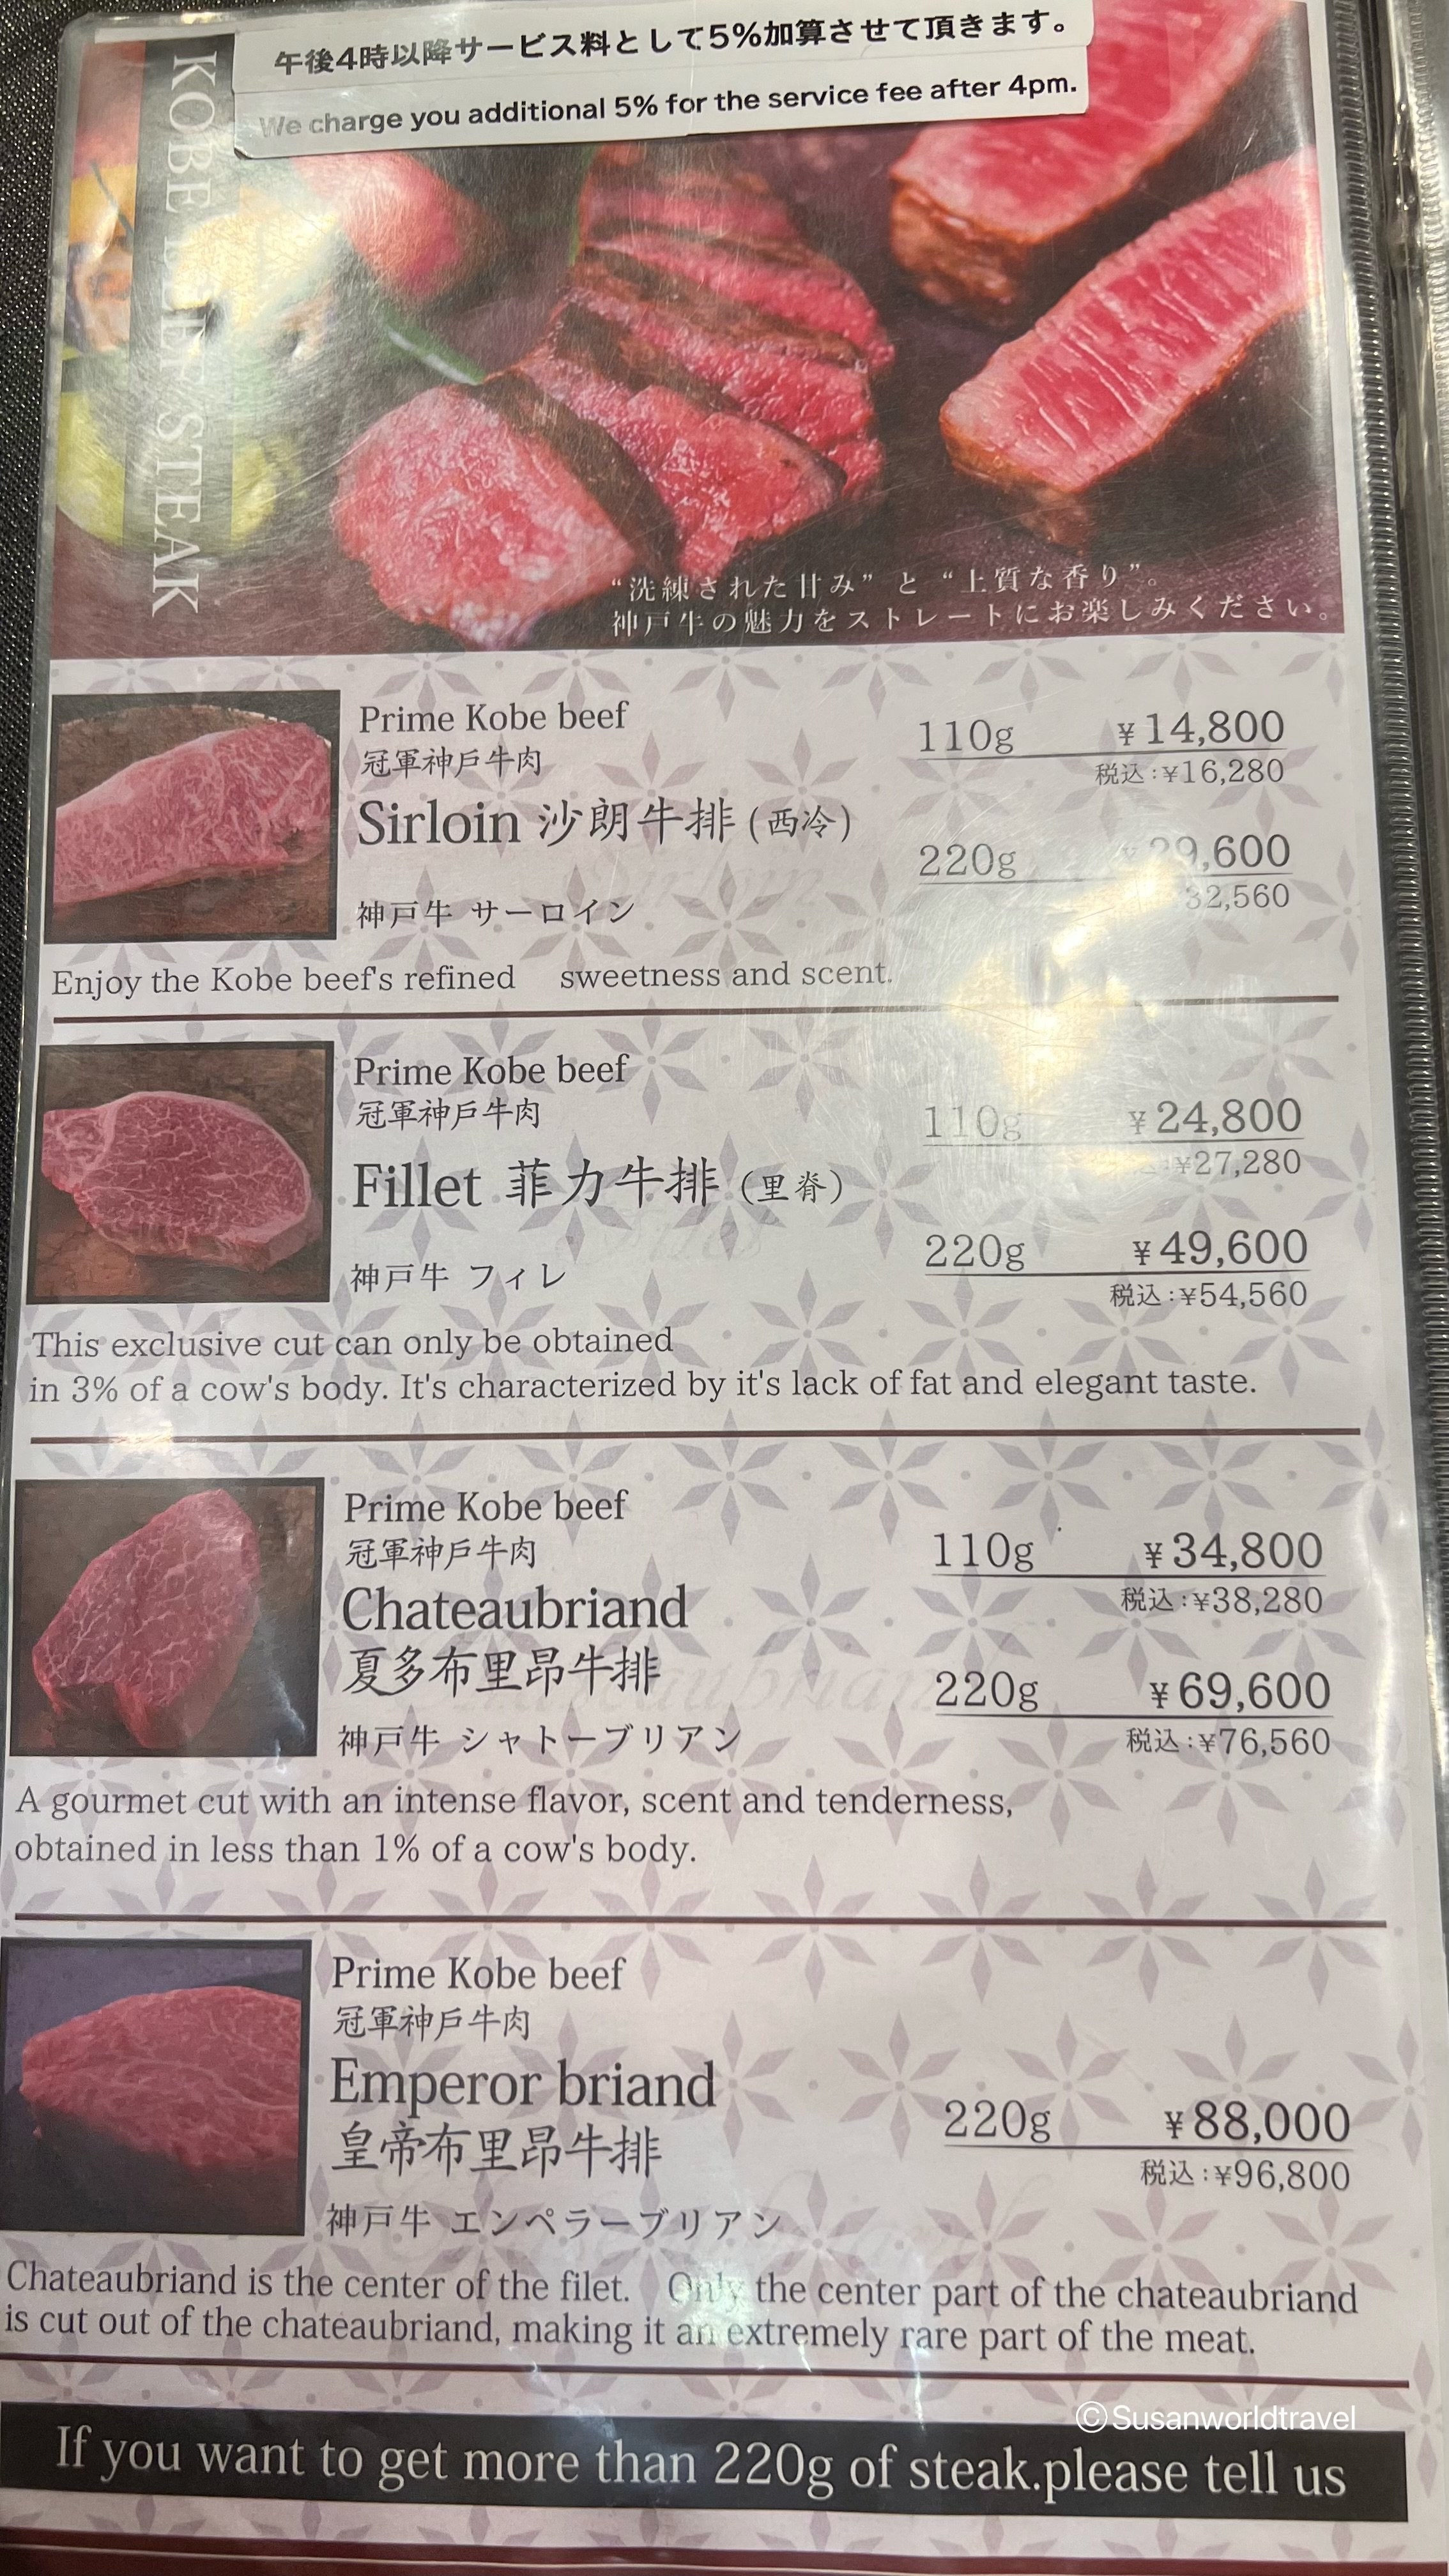 午後4時以降サービス料として5%加算させて頂きます。
We charge you additional 5% for the service fee after 4pm.
KOBE BEEF STEAK
“洗練された甘み” と “上質な香り”。
神戸牛の魅力をストレートにお楽しみください。
Prime Kobe beef
冠軍神戶牛肉
Sirloin 沙朗牛排 (西冷)
神戸牛 サーロイン
110g ¥14,800
税込:¥16,280
220g ¥29,600
32,560
Enjoy the Kobe beef's refined sweetness and scent.
Prime Kobe beef
冠軍神戶牛肉
Fillet 菲力牛排 (里脊)
神戸牛 フィレ
110g ¥24,800
¥27,280
220g ¥49,600
税込:¥54,560
This exclusive cut can only be obtained
in 3% of a cow's body. It's characterized by it's lack of fat and elegant taste.
Prime Kobe beef
冠軍神戶牛肉
Chateaubriand
夏多布里昂牛排
神戸牛 シャトーブリアン
110g ¥34,800
税込:¥38,280
220g ¥69,600
税込:¥76,560
A gourmet cut with an intense flavor, scent and tenderness,
obtained in less than 1% of a cow's body.
Prime Kobe beef
冠軍神戶牛肉
Emperor briand
皇帝布里昂牛排
神戸牛 エンペラーブリアン
220g ¥88,000
税込:¥96,800
Chateaubriand is the center of the filet. Only the center part of the chateaubriand
is cut out of the chateaubriand, making it an extremely rare part of the meat.
©Susanworldtravel
If you want to get more than 220g of steak.please tell us